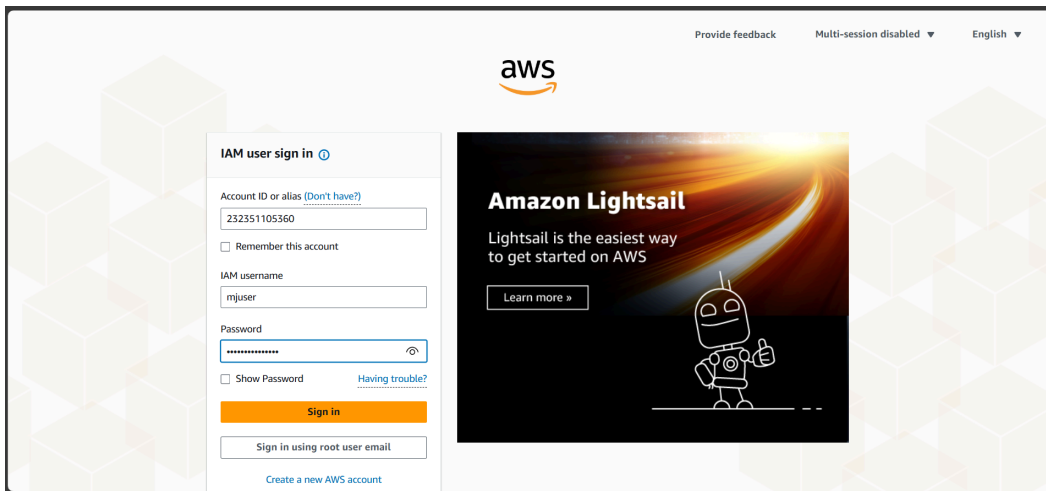 Provide feedback
Multi-session disabled ▼
English ▼
aws
IAM user sign in
Account ID or alias (Don't have?)
232351105360
Remember this account
IAM username
mjuser
Password
•••••••••••••••
Show Password
Having trouble?
Sign in
Sign in using root user email
Create a new AWS account
Amazon Lightsail
Lightsail is the easiest way
to get started on AWS
Learn more »